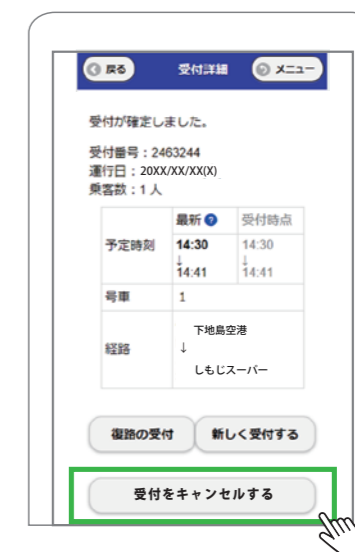 戻る 受付詳細 メニュー
受付が確定しました。
受付番号：2463244
運行日：20XX/XX/XX(X)
乗客数：1人
最新 ? 受付時点
予定時刻 14:30 14:30
↓ ↓
14:41 14:41
号車 1
下地島空港
経路 ↓
しもじスーパー
復路の受付 新しく受付する
受付をキャンセルする